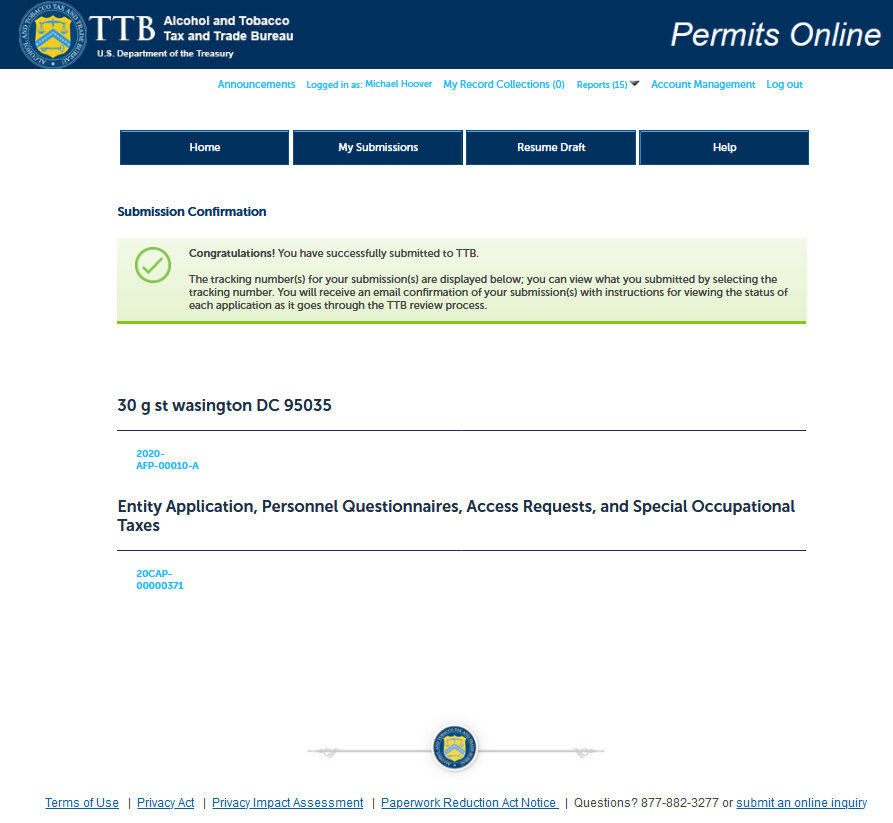 TTB
Alcohol and Tobacco
Tax and Trade Bureau
U.S. Department of the Treasury
Permits Online
Announcements Logged in as: Michael Hoover My Record Collections (0) Reports (15) Account Management Log out
Home My Submissions Resume Draft Help
Submission Confirmation
Congratulations! You have successfully submitted to TTB.
The tracking number(s) for your submission(s) are displayed below; you can view what you submitted by selecting the
tracking number. You will receive an email confirmation of your submission(s) with instructions for viewing the status of
each application as it goes through the TTB review process.
30 g st wasington DC 95035
2020-
AFP-00010-A
Entity Application, Personnel Questionnaires, Access Requests, and Special Occupational
Taxes
20CAP-
00000371
Terms of Use | Privacy Act | Privacy Impact Assessment | Paperwork Reduction Act Notice | Questions? 877-882-3277 or submit an online inquiry